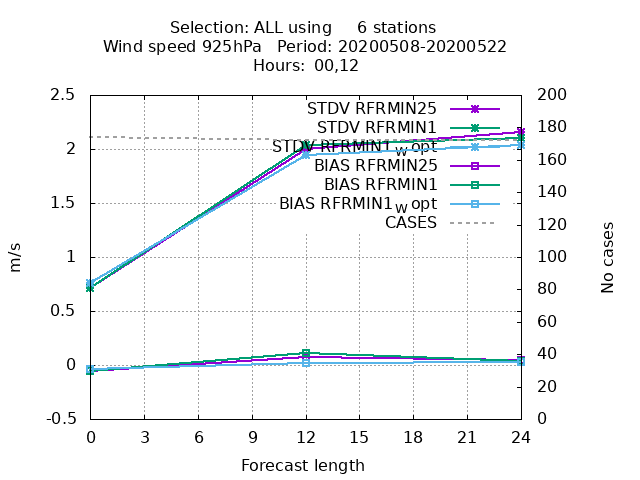 Selection: ALL using 6 stations
Wind speed 925hPa Period: 20200508-20200522
Hours: 00,12
2.5
2
1.5
1
0.5
0
-0.5
200
180
160
140
120
100
80
60
40
20
0
0 3 6 9 12 15 18 21 24
m/s
No cases
Forecast length
STDV RFRMIN25
STDV RFRMIN1
STDV RFRMIN1_w opt
BIAS RFRMIN25
BIAS RFRMIN1
BIAS RFRMIN1_w opt
CASES